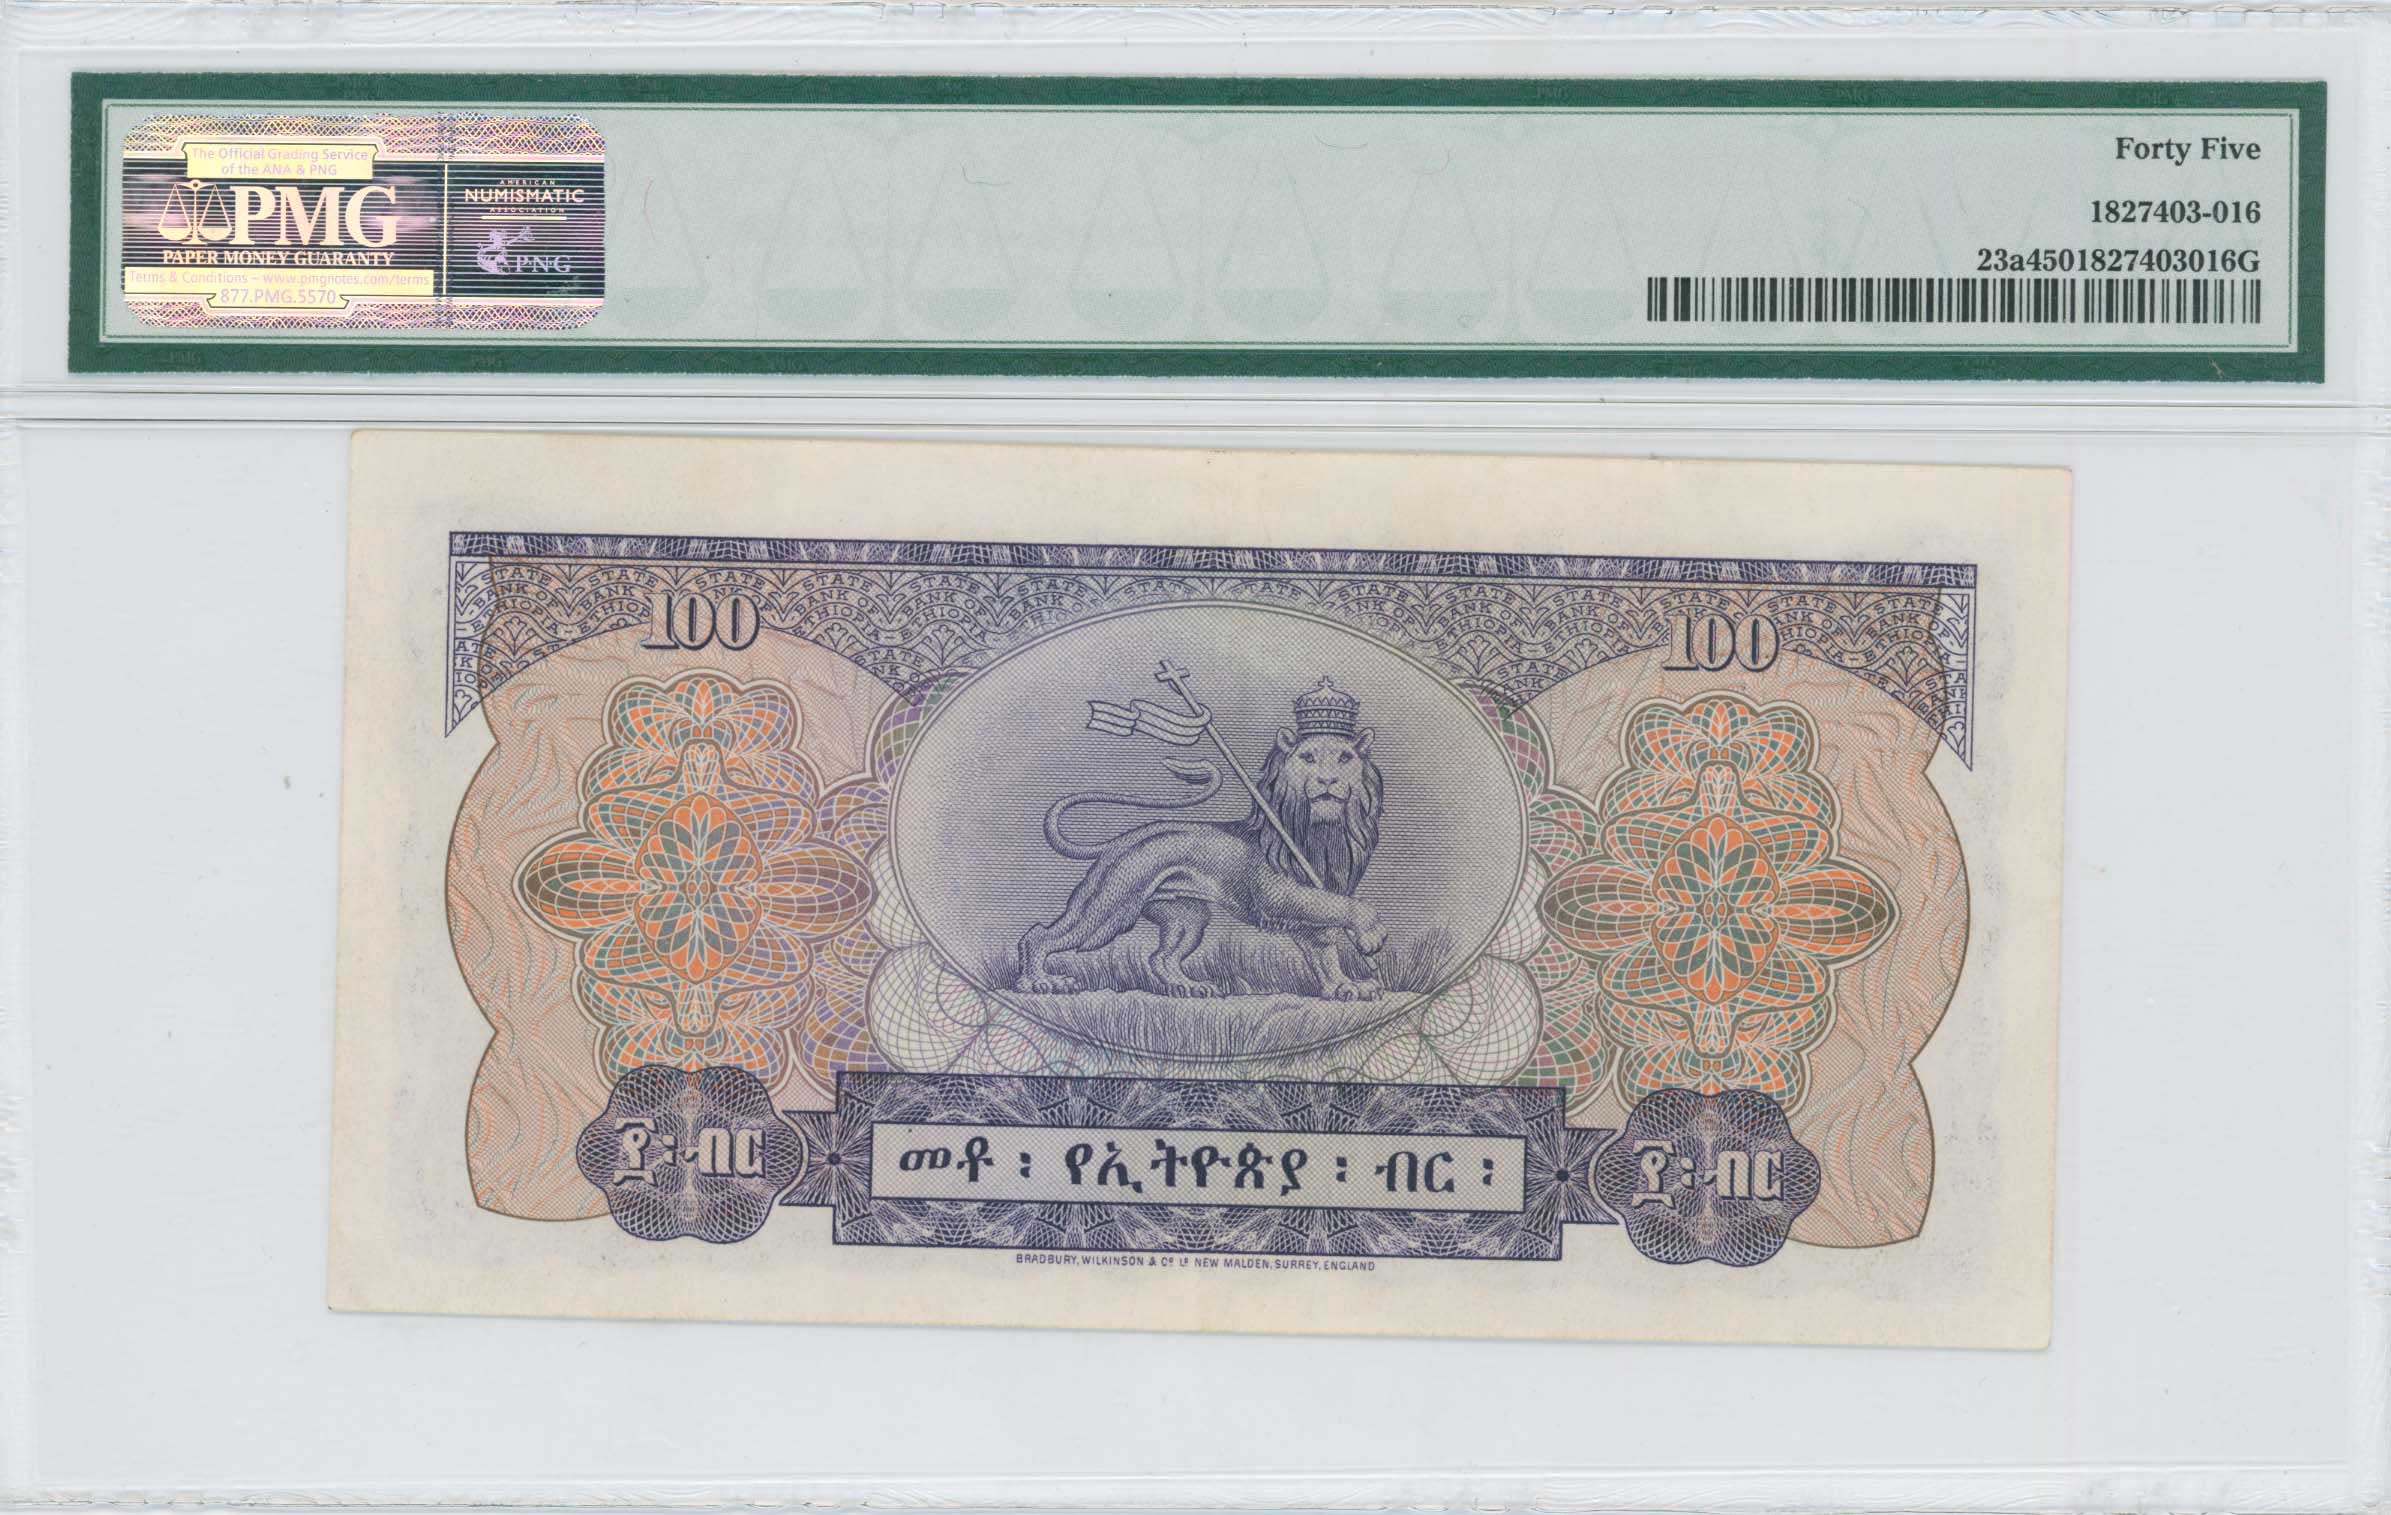 The Official Grading Service
of the ANA & PNG
PMG
PAPER MONEY GUARANTY
Terms & Conditions – www.pmgnotes.com/terms
877.PMG.5570
AMERICAN
NUMISMATIC
ASSOCIATION
PNG
Forty Five
1827403-016
23a4501827403016G
STATE BANK OF ETHIOPIA
100
100
፻፡ብር
መቶ ፡ የኢትዮጵያ ፡ ብር ፡
፻፡ብር
BRADBURY, WILKINSON & Cº Lº NEW MALDEN, SURREY, ENGLAND